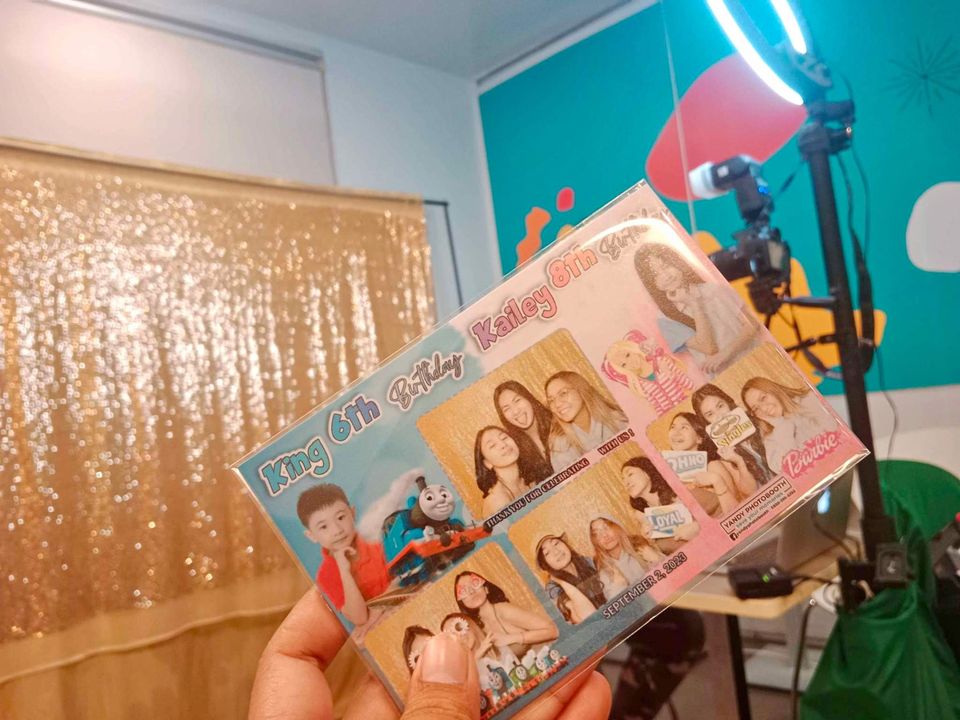 King 6th Birthday
Kailey 8th Birthday
THANK YOU FOR CELEBRATING WITH US!
LOYAL
Barbie
YANDY PHOTOBOOTH
SEPTEMBER 2, 2023